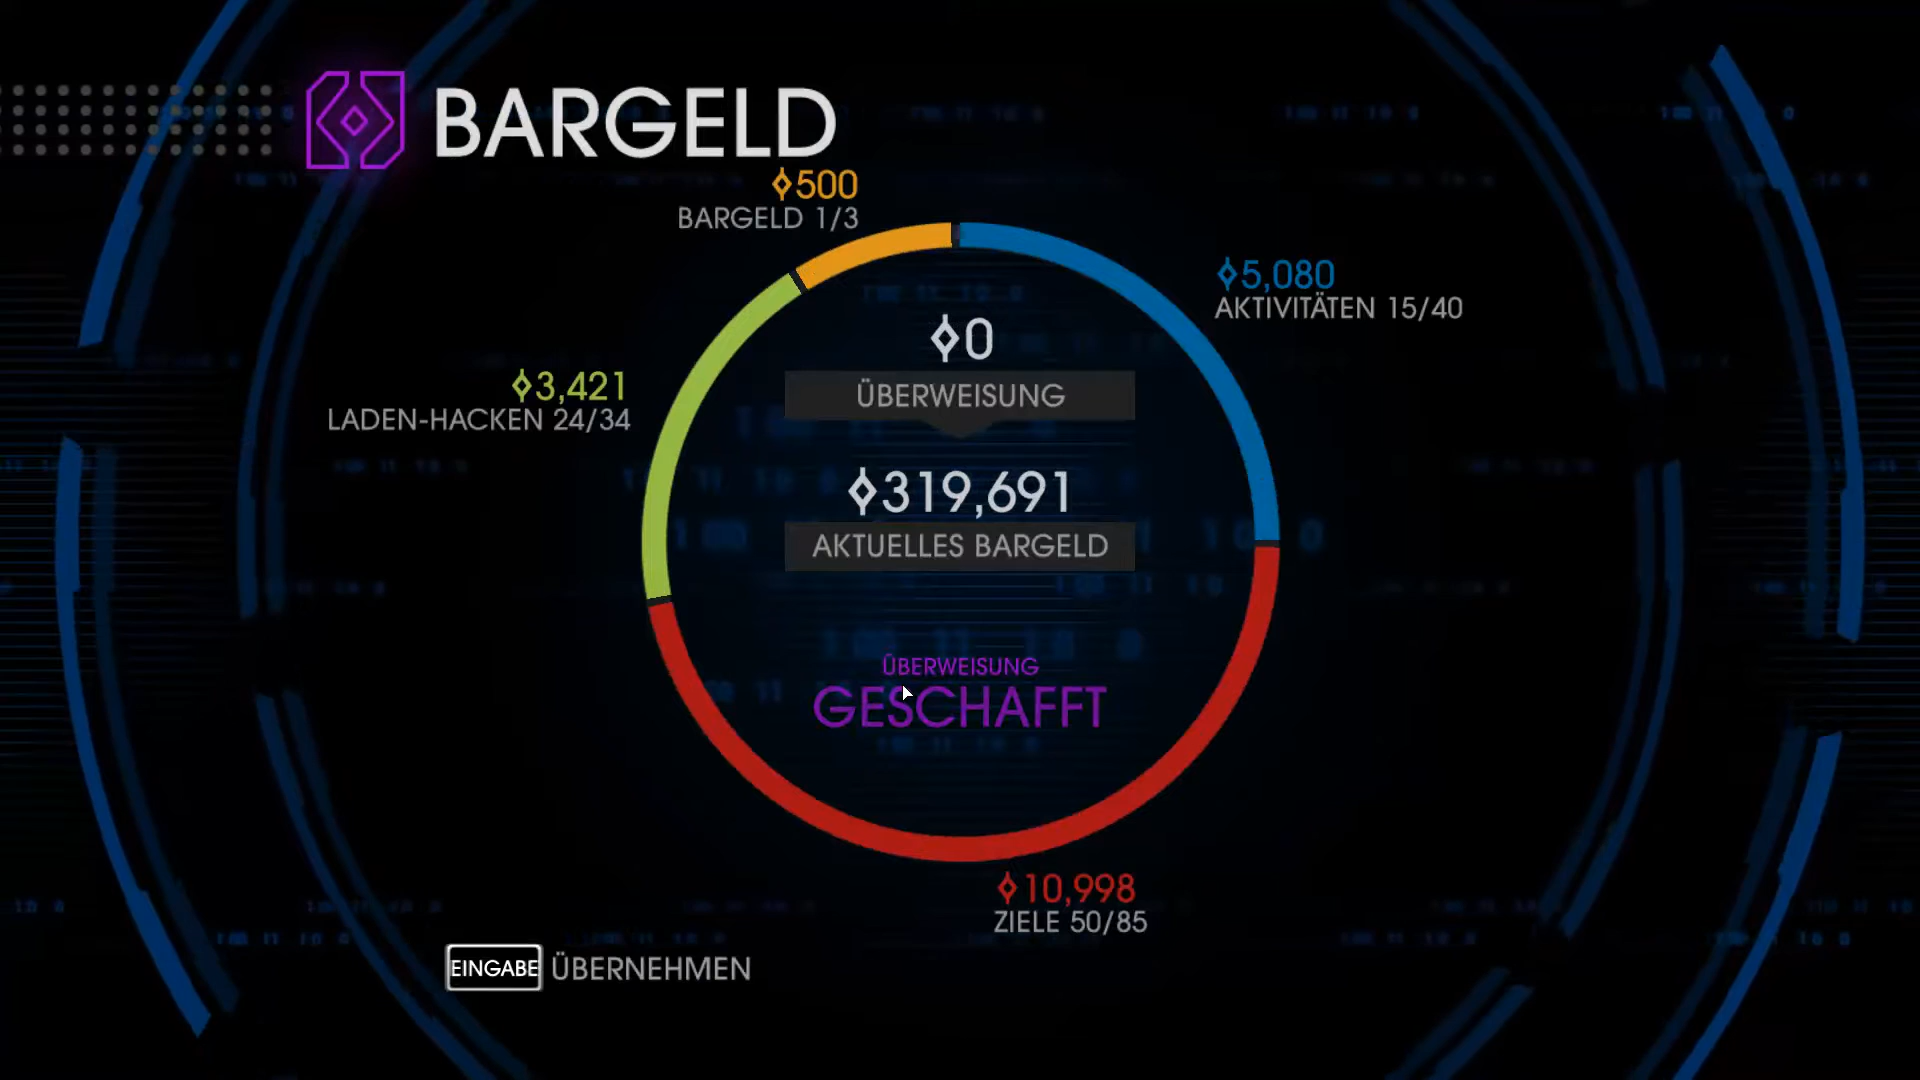 BARGELD
500
BARGELD 1/3
5,080
AKTIVITÄTEN 15/40
0
ÜBERWEISUNG
3,421
LADEN-HACKEN 24/34
319,691
AKTUELLES BARGELD
ÜBERWEISUNG
GESCHAFFT
10,998
ZIELE 50/85
EINGABE ÜBERNEHMEN